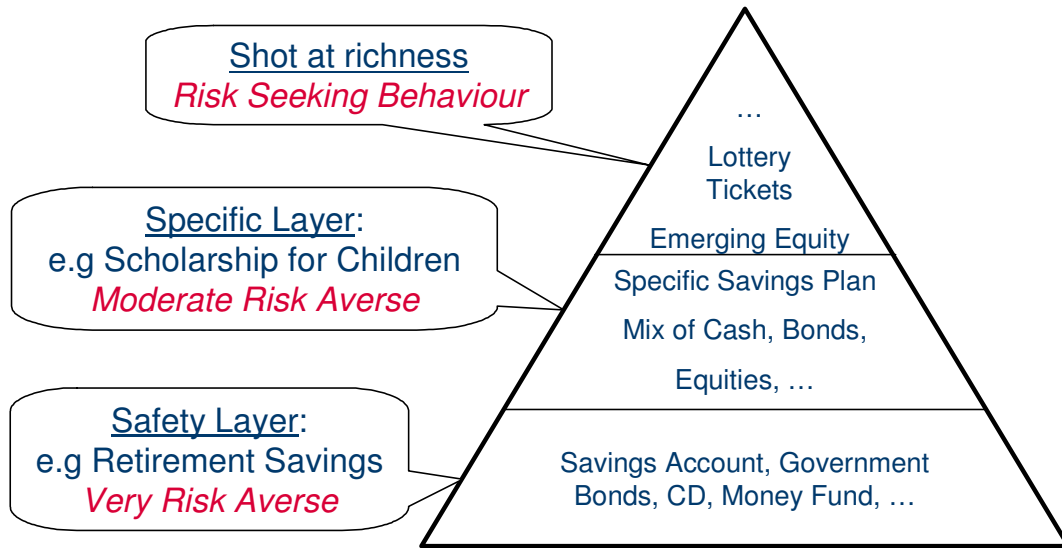 Shot at richness
Risk Seeking Behaviour
…
Lottery
Tickets
Emerging Equity
Specific Layer:
e.g Scholarship for Children
Moderate Risk Averse
Specific Savings Plan
Mix of Cash, Bonds,
Equities, …
Safety Layer:
e.g Retirement Savings
Very Risk Averse
Savings Account, Government
Bonds, CD, Money Fund, …